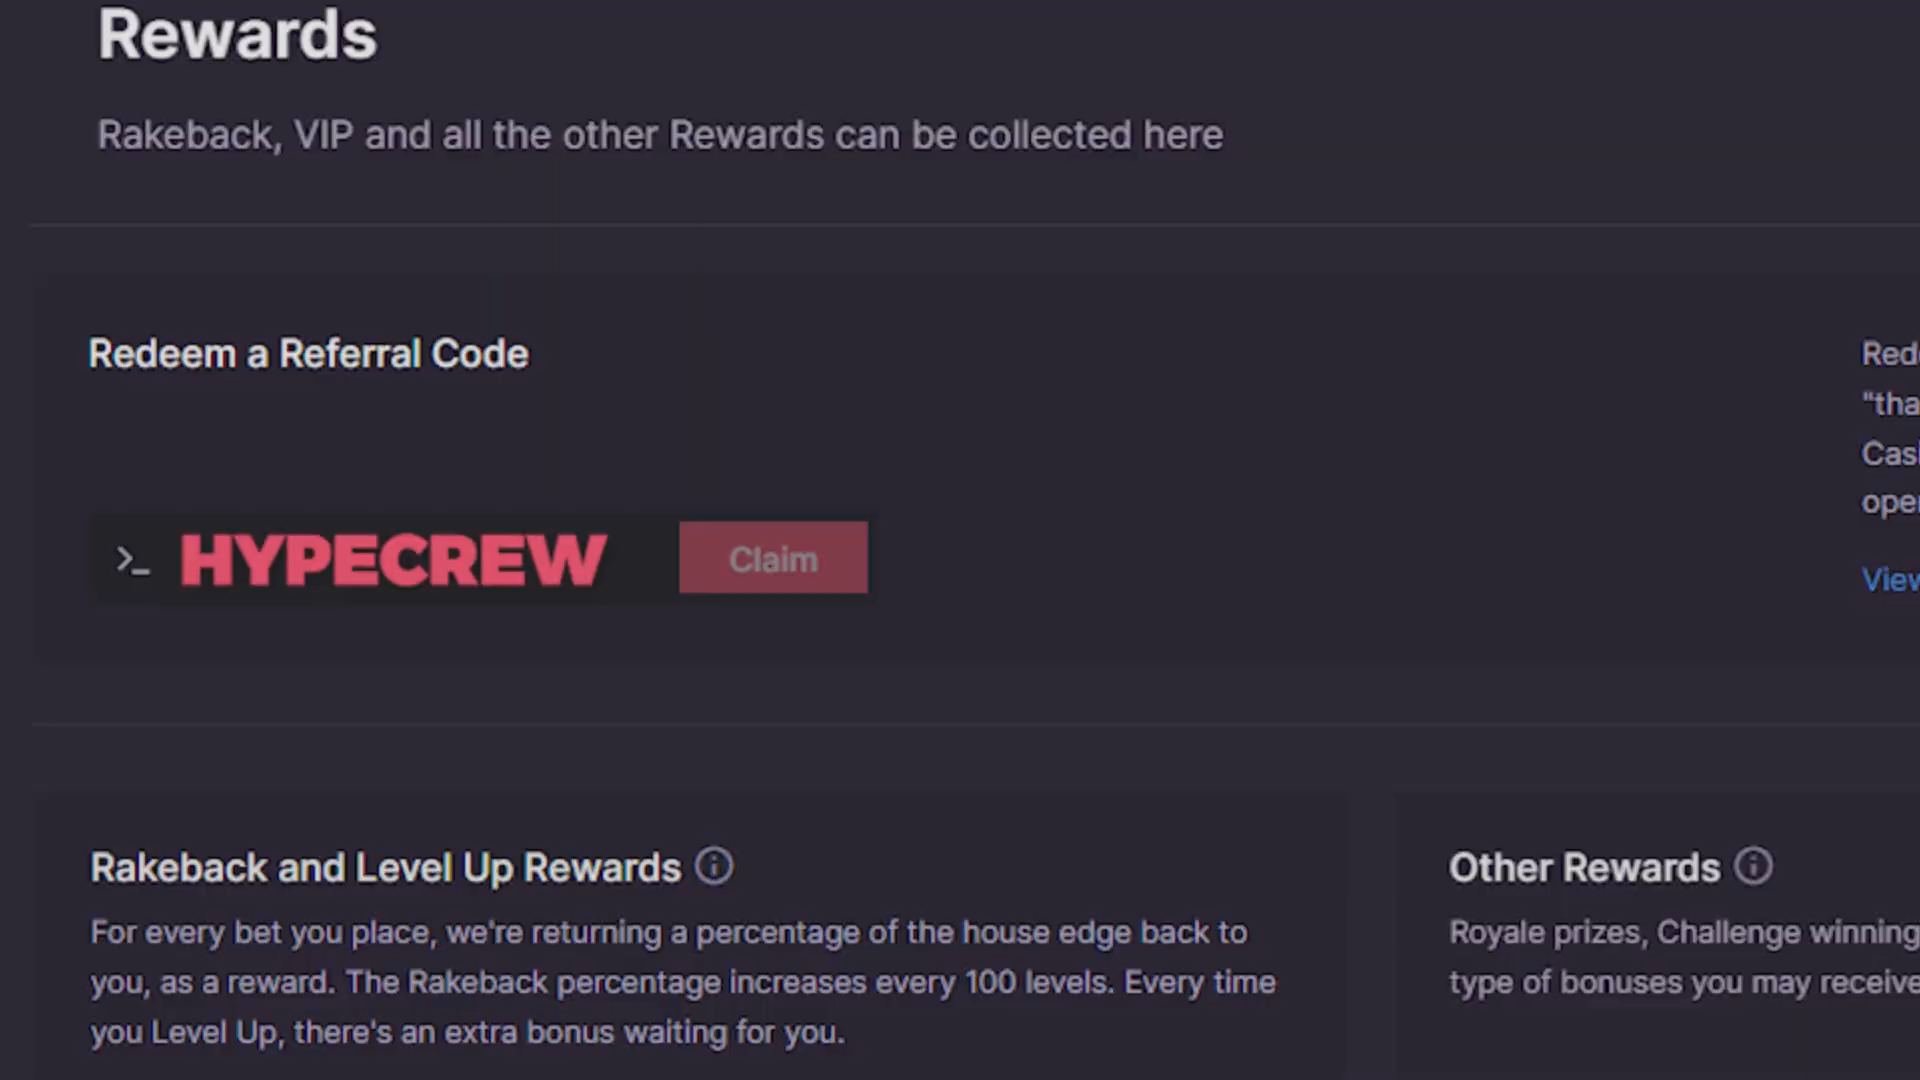 Rewards
Rakeback, VIP and all the other Rewards can be collected here
Redeem a Referral Code
"tha
View
>_ HYPECREW
Claim
Rakeback and Level Up Rewards
For every bet you place, we're returning a percentage of the house edge back to
you, as a reward. The Rakeback percentage increases every 100 levels. Every time
you Level Up, there's an extra bonus waiting for you.
Other Rewards
Royale prizes, Challenge winning
type of bonuses you may receive